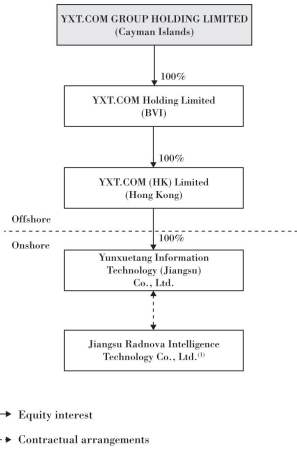 YXT.COM GROUP HOLDING LIMITED
(Cayman Islands)
100%
YXT.COM Holding Limited
(BVI)
100%
YXT.COM (HK) Limited
(Hong Kong)
Offshore
Onshore
100%
Yunxuetang Information
Technology (Jiangsu)
Co., Ltd.
Jiangsu Radnova Intelligence
Technology Co., Ltd.(1)
Equity interest
Contractual arrangements